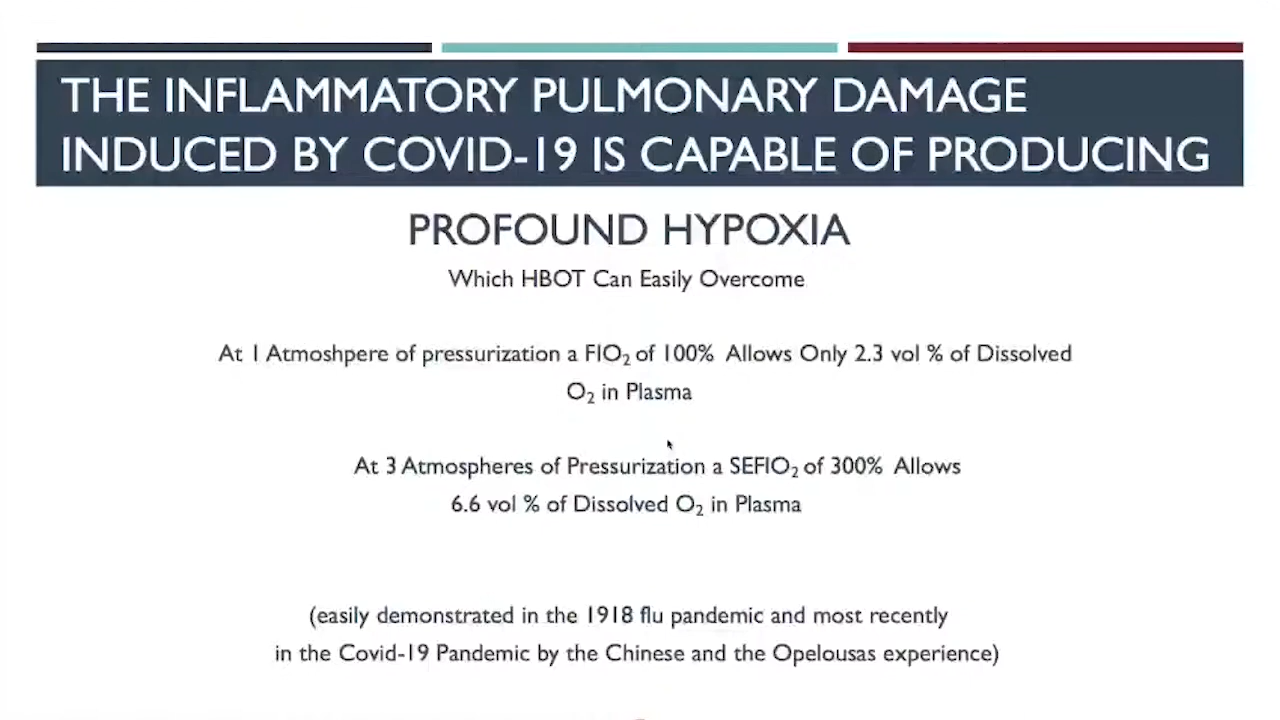 THE INFLAMMATORY PULMONARY DAMAGE
INDUCED BY COVID-19 IS CAPABLE OF PRODUCING
PROFOUND HYPOXIA
Which HBOT Can Easily Overcome
At 1 Atmoshpere of pressurization a FIO₂ of 100% Allows Only 2.3 vol % of Dissolved
O₂ in Plasma
At 3 Atmospheres of Pressurization a SEFIO₂ of 300% Allows
6.6 vol % of Dissolved O₂ in Plasma
(easily demonstrated in the 1918 flu pandemic and most recently
in the Covid-19 Pandemic by the Chinese and the Opelousas experience)